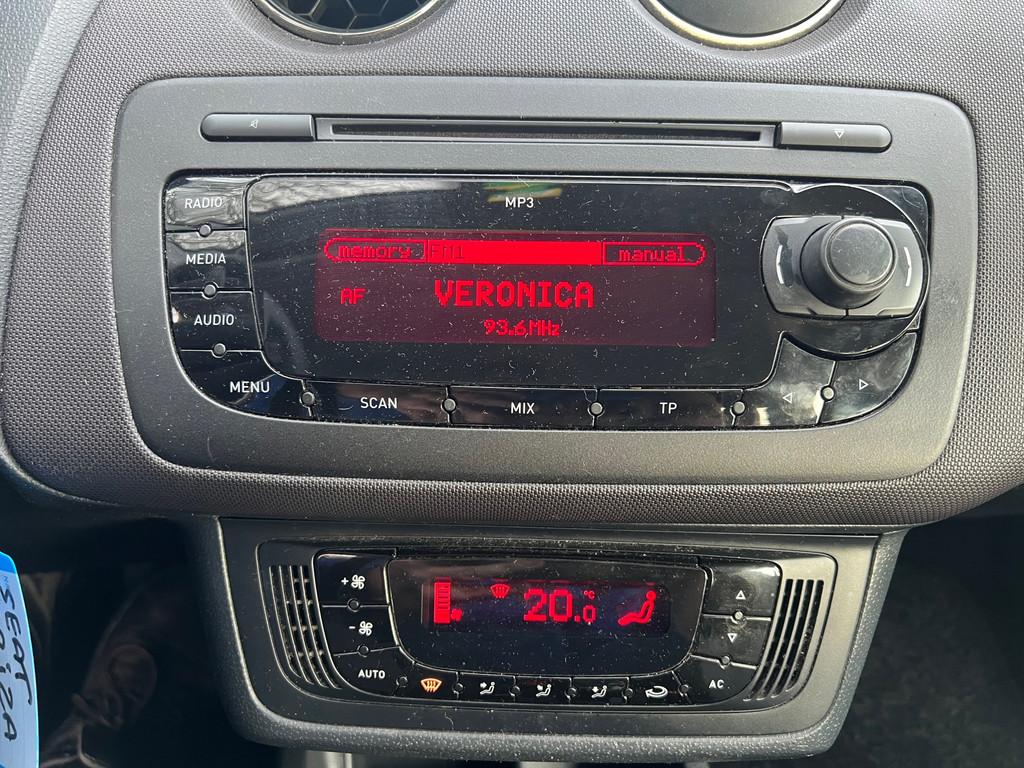 RADIO
MEDIA
AUDIO
MENU
MP3
memory FM1 manual
AF VERONICA
93.6MHz
SCAN MIX TP
20.0 °C
AUTO
AC
SEAT